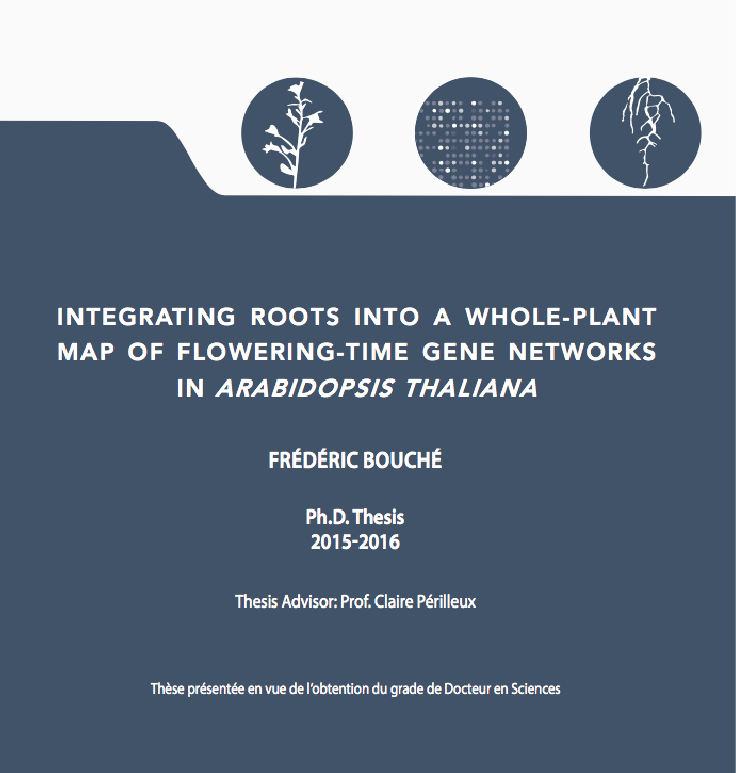 INTEGRATING ROOTS INTO A WHOLE-PLANT
MAP OF FLOWERING-TIME GENE NETWORKS
IN ARABIDOPSIS THALIANA
FRÉDÉRIC BOUCHÉ
Ph.D. Thesis
2015-2016
Thesis Advisor: Prof. Claire Périlleux
Thèse présentée en vue de l'obtention du grade de Docteur en Sciences